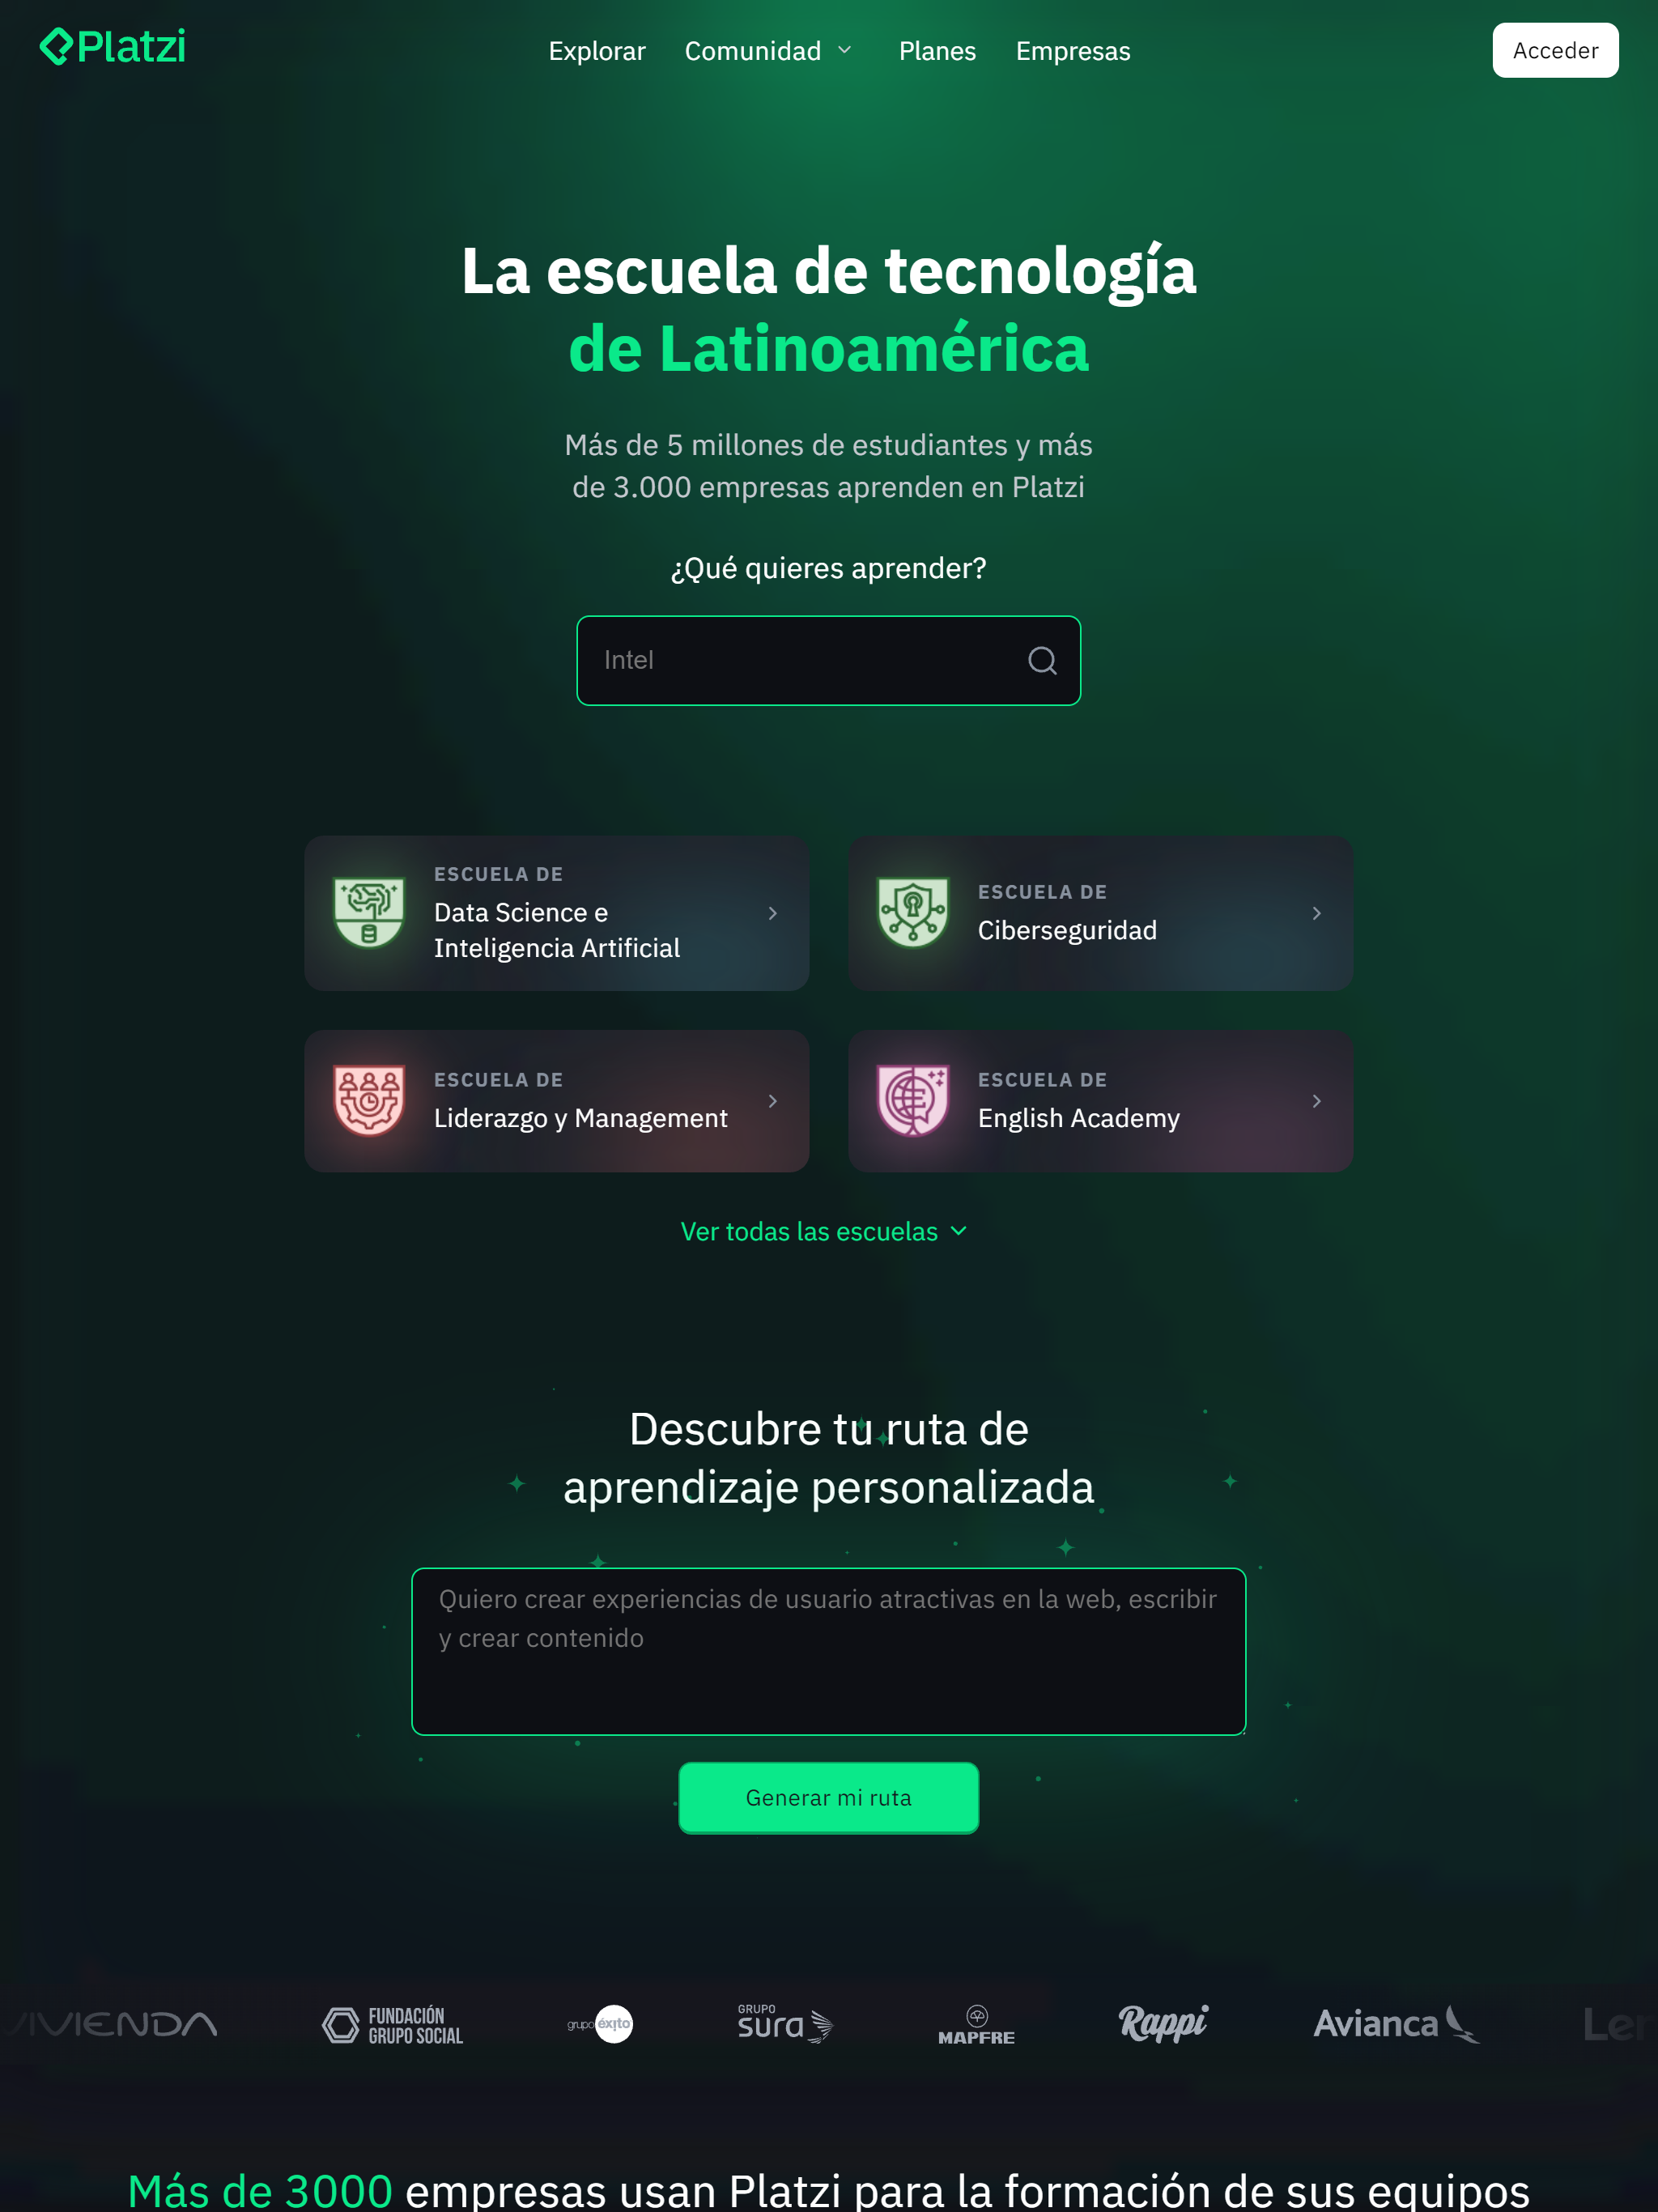 Platzi
Explorar
Comunidad
Planes
Empresas
Acceder
La escuela de tecnología
de Latinoamérica
Más de 5 millones de estudiantes y más
de 3.000 empresas aprenden en Platzi
¿Qué quieres aprender?
Intel
ESCUELA DE
Data Science e
Inteligencia Artificial
ESCUELA DE
Ciberseguridad
ESCUELA DE
Liderazgo y Management
ESCUELA DE
English Academy
Ver todas las escuelas
Descubre tu ruta de
aprendizaje personalizada
Quiero crear experiencias de usuario atractivas en la web, escribir
y crear contenido
Generar mi ruta
VIVIENDA
FUNDACIÓN
GRUPO SOCIAL
grupo éxito
GRUPO
sura
MAPFRE
Rappi
Avianca
Más de 3000 empresas usan Platzi para la formación de sus equipos